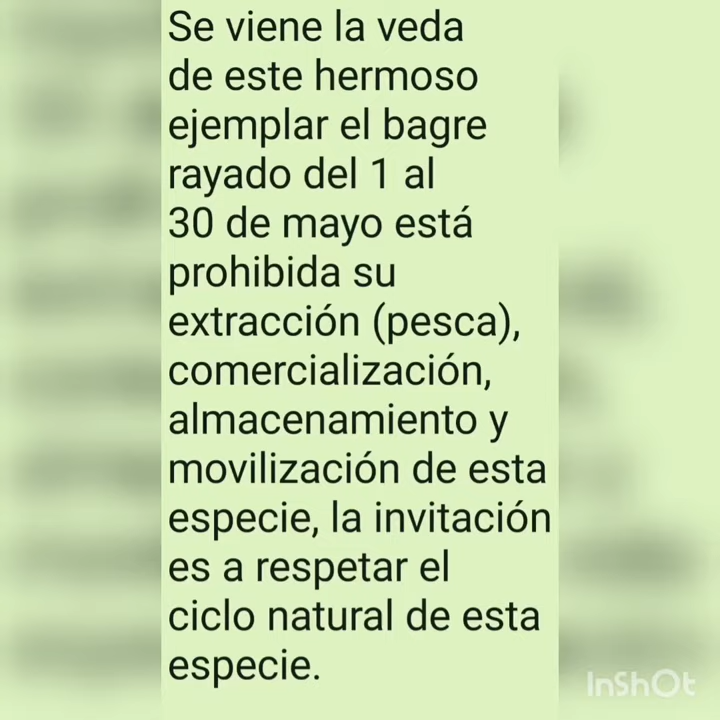 Se viene la veda
de este hermoso
ejemplar el bagre
rayado del 1 al
30 de mayo está
prohibida su
extracción (pesca),
comercialización,
almacenamiento y
movilización de esta
especie, la invitación
es a respetar el
ciclo natural de esta
especie.
InShOt